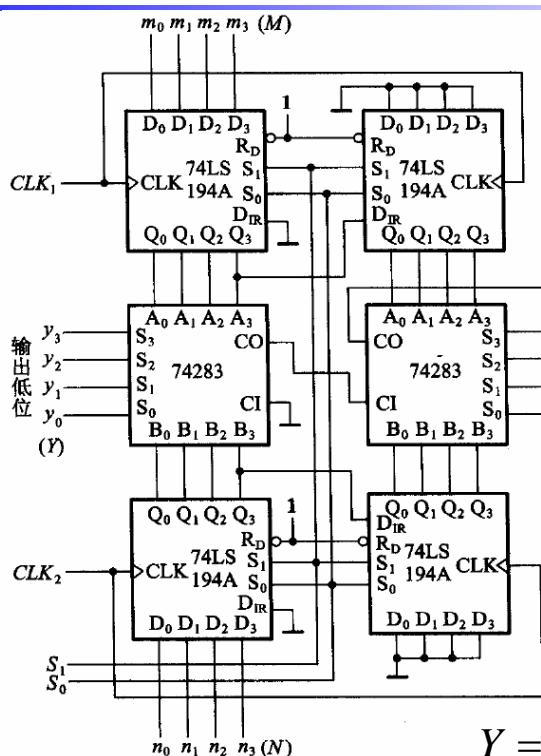 m₀ m₁ m₂ m₃ (M)
D₀ D₁ D₂ D₃
R_D
74LS
194A
S₁
S₀
CLK
D_IR
Q₀ Q₁ Q₂ Q₃
1
D₀ D₁ D₂ D₃
R_D
S₁
S₀
74LS
194A
CLK
D_IR
Q₀ Q₁ Q₂ Q₃
CLK₁
A₀ A₁ A₂ A₃
CO
74283
CI
S₃
S₂
S₁
S₀
B₀ B₁ B₂ B₃
y₃
y₂
y₁
y₀
(Y)
输出低位
A₀ A₁ A₂ A₃
CO
74283
CI
S₃
S₂
S₁
S₀
B₀ B₁ B₂ B₃
Q₀ Q₁ Q₂ Q₃
R_D
74LS
194A
S₁
S₀
CLK
D_IR
D₀ D₁ D₂ D₃
1
Q₀ Q₁ Q₂ Q₃
D_IR
R_D
S₁
S₀
74LS
194A
CLK
D₀ D₁ D₂ D₃
CLK₂
S₁
S₀
n₀ n₁ n₂ n₃ (N)
Y =